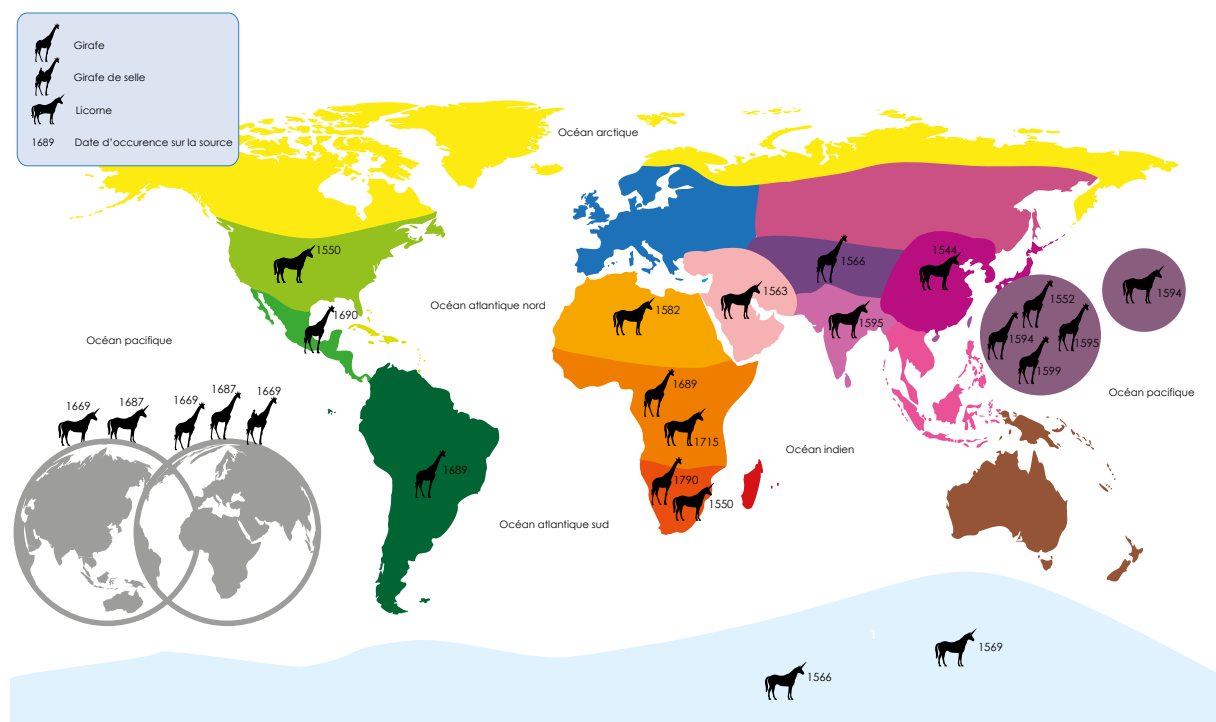 Girafe
Girafe de selle
Licorne
1689 Date d'occurence sur la source
Océan arctique
1550
1566
1544
1563
1594
1552
1690
Océan atlantique nord
1582
1595
1594
1595
Océan pacifique
1599
1689
Océan pacifique
1669
1687
1669
1687
1669
1715
Océan indien
1689
1790
1550
Océan atlantique sud
1
1569
1566